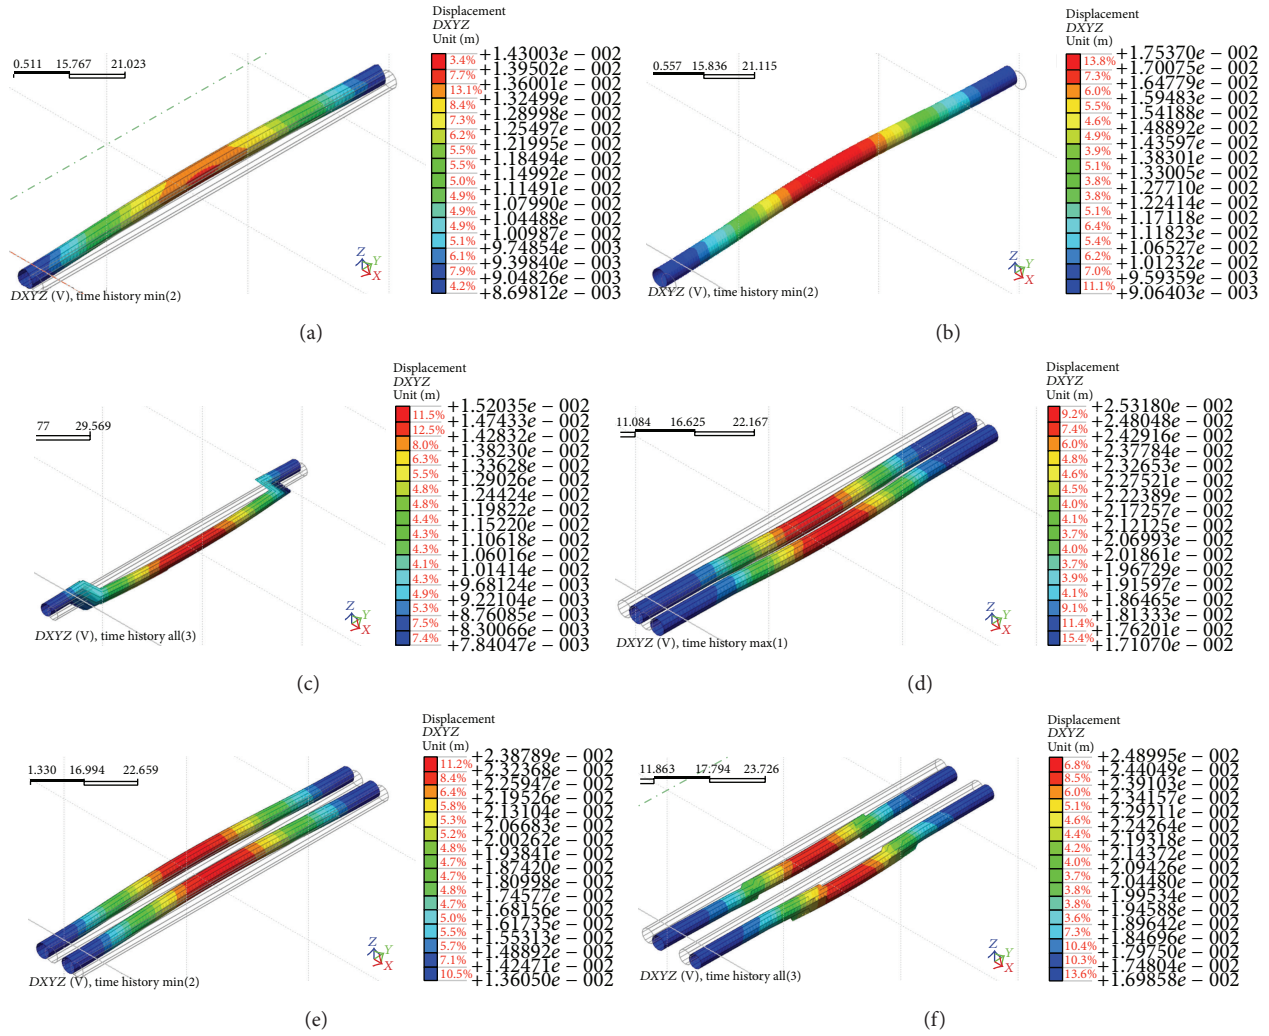 Displacement
DXYZ
Unit (m)
0.511 15.767 21.023
+1.43003e − 002
3.4%
+1.39502e − 002
7.7%
+1.36001e − 002
13.1%
+1.32499e − 002
8.4%
+1.28998e − 002
7.3%
+1.25497e − 002
6.2%
+1.21995e − 002
5.5%
+1.18494e − 002
5.5%
+1.14992e − 002
5.0%
+1.11491e − 002
4.9%
+1.07990e − 002
4.9%
+1.04488e − 002
4.9%
+1.00987e − 002
5.1%
+9.74854e − 003
6.1%
+9.39840e − 003
7.9%
+9.04826e − 003
4.2%
+8.69812e − 003
Z Y X
DXYZ (V), time history min(2)
(a)
Displacement
DXYZ
Unit (m)
0.557 15.836 21.115
+1.75370e − 002
13.8%
+1.70075e − 002
7.3%
+1.64779e − 002
6.0%
+1.59483e − 002
5.5%
+1.54188e − 002
4.6%
+1.48892e − 002
4.9%
+1.43597e − 002
3.9%
+1.38301e − 002
5.1%
+1.33005e − 002
3.8%
+1.27710e − 002
3.8%
+1.22414e − 002
5.1%
+1.17118e − 002
6.4%
+1.11823e − 002
5.4%
+1.06527e − 002
6.2%
+1.01232e − 002
7.0%
+9.59359e − 003
11.1%
+9.06403e − 003
Z Y X
DXYZ (V), time history min(2)
(b)
Displacement
DXYZ
Unit (m)
77 29.569
+1.52035e − 002
11.5%
+1.47433e − 002
12.5%
+1.42832e − 002
8.0%
+1.38230e − 002
6.3%
+1.33628e − 002
5.5%
+1.29026e − 002
4.8%
+1.24424e − 002
4.8%
+1.19822e − 002
4.4%
+1.15220e − 002
4.3%
+1.10618e − 002
4.3%
+1.06016e − 002
4.1%
+1.01414e − 002
4.3%
+9.68124e − 003
4.9%
+9.22104e − 003
5.3%
+8.76085e − 003
7.5%
+8.30066e − 003
7.4%
+7.84047e − 003
Z Y X
DXYZ (V), time history all(3)
(c)
Displacement
DXYZ
Unit (m)
11.084 16.625 22.167
+2.53180e − 002
9.2%
+2.48048e − 002
7.4%
+2.42916e − 002
6.0%
+2.37784e − 002
4.8%
+2.32653e − 002
4.6%
+2.27521e − 002
4.5%
+2.22389e − 002
4.0%
+2.17257e − 002
4.1%
+2.12125e − 002
3.7%
+2.06993e − 002
4.0%
+2.01861e − 002
3.7%
+1.96729e − 002
3.9%
+1.91597e − 002
4.1%
+1.86465e − 002
9.1%
+1.81333e − 002
11.4%
+1.76201e − 002
15.4%
+1.71070e − 002
Z Y X
DXYZ (V), time history max(1)
(d)
Displacement
DXYZ
Unit (m)
1.330 16.994 22.659
+2.38789e − 002
11.2%
+2.32368e − 002
8.4%
+2.25947e − 002
6.4%
+2.19526e − 002
5.8%
+2.13104e − 002
5.3%
+2.06683e − 002
5.2%
+2.00262e − 002
4.8%
+1.93841e − 002
4.7%
+1.87420e − 002
4.7%
+1.80998e − 002
4.8%
+1.74577e − 002
4.7%
+1.68156e − 002
5.0%
+1.61735e − 002
5.5%
+1.55313e − 002
5.7%
+1.48892e − 002
7.1%
+1.42471e − 002
10.5%
+1.36050e − 002
Z Y X
DXYZ (V), time history min(2)
(e)
Displacement
DXYZ
Unit (m)
11.863 17.794 23.726
+2.48995e − 002
6.8%
+2.44049e − 002
8.5%
+2.39103e − 002
6.0%
+2.34157e − 002
5.1%
+2.29211e − 002
4.6%
+2.24264e − 002
4.4%
+2.19318e − 002
4.2%
+2.14372e − 002
4.0%
+2.09426e − 002
3.7%
+2.04480e − 002
3.8%
+1.99534e − 002
3.8%
+1.94588e − 002
3.6%
+1.89642e − 002
7.3%
+1.84696e − 002
10.4%
+1.79750e − 002
10.3%
+1.74804e − 002
13.6%
+1.69858e − 002
Z Y X
DXYZ (V), time history all(3)
(f)